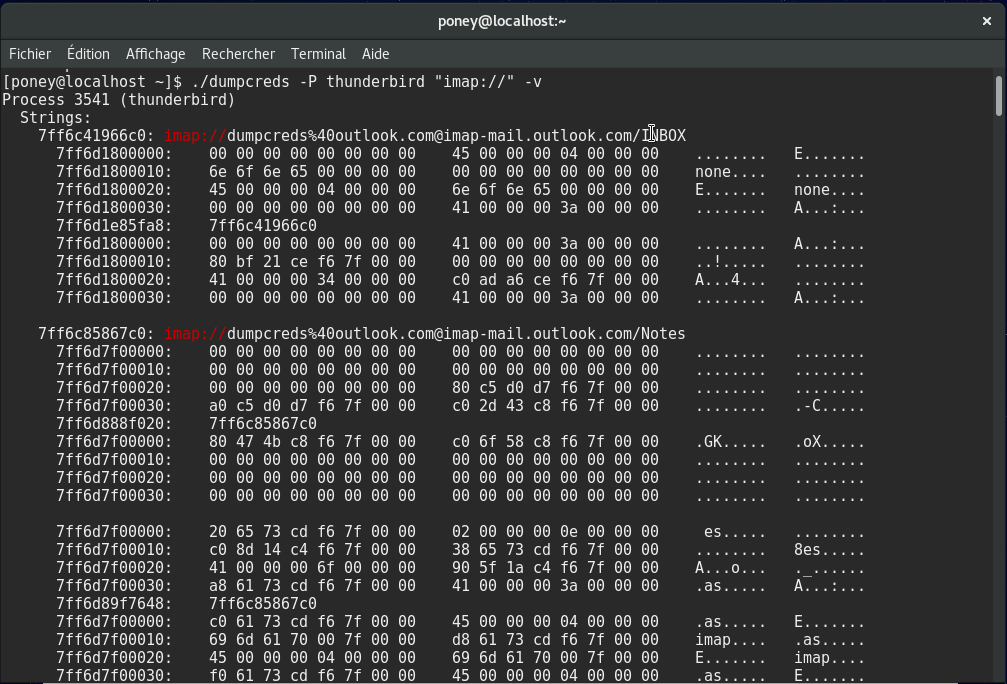 poney@localhost:~
Fichier Édition Affichage Rechercher Terminal Aide
[poney@localhost ~]$ ./dumpcreds -P thunderbird "imap://" -v
Process 3541 (thunderbird)
  Strings:
    7ff6c41966c0: imap://dumpcreds%40outlook.com@imap-mail.outlook.com/INBOX
      7ff6d1800000:    00 00 00 00 00 00 00 00    45 00 00 00 04 00 00 00    ........   E.......
      7ff6d1800010:    6e 6f 6e 65 00 00 00 00    00 00 00 00 00 00 00 00    none....   ........
      7ff6d1800020:    45 00 00 00 04 00 00 00    6e 6f 6e 65 00 00 00 00    E.......   none....
      7ff6d1800030:    00 00 00 00 00 00 00 00    41 00 00 00 3a 00 00 00    ........   A...:...
      7ff6d1e85fa8:    7ff6c41966c0
      7ff6d1800000:    00 00 00 00 00 00 00 00    41 00 00 00 3a 00 00 00    ........   A...:...
      7ff6d1800010:    80 bf 21 ce f6 7f 00 00    00 00 00 00 00 00 00 00    ..!.....   ........
      7ff6d1800020:    41 00 00 00 34 00 00 00    c0 ad a6 ce f6 7f 00 00    A...4...   ........
      7ff6d1800030:    00 00 00 00 00 00 00 00    41 00 00 00 3a 00 00 00    ........   A...:...
    7ff6c85867c0: imap://dumpcreds%40outlook.com@imap-mail.outlook.com/Notes
      7ff6d7f00000:    00 00 00 00 00 00 00 00    00 00 00 00 00 00 00 00    ........   ........
      7ff6d7f00010:    00 00 00 00 00 00 00 00    00 00 00 00 00 00 00 00    ........   ........
      7ff6d7f00020:    00 00 00 00 00 00 00 00    80 c5 d0 d7 f6 7f 00 00    ........   ........
      7ff6d7f00030:    a0 c5 d0 d7 f6 7f 00 00    c0 2d 43 c8 f6 7f 00 00    ........   .-C.....
      7ff6d888f020:    7ff6c85867c0
      7ff6d7f00000:    80 47 4b c8 f6 7f 00 00    c0 6f 58 c8 f6 7f 00 00    .GK.....   .oX.....
      7ff6d7f00010:    00 00 00 00 00 00 00 00    00 00 00 00 00 00 00 00    ........   ........
      7ff6d7f00020:    00 00 00 00 00 00 00 00    00 00 00 00 00 00 00 00    ........   ........
      7ff6d7f00030:    00 00 00 00 00 00 00 00    00 00 00 00 00 00 00 00    ........   ........
      7ff6d7f00000:    20 65 73 cd f6 7f 00 00    02 00 00 00 0e 00 00 00     es.....   ........
      7ff6d7f00010:    c0 8d 14 c4 f6 7f 00 00    38 65 73 cd f6 7f 00 00    ........   8es.....
      7ff6d7f00020:    41 00 00 00 6f 00 00 00    90 5f 1a c4 f6 7f 00 00    A...o...   ._......
      7ff6d7f00030:    a8 61 73 cd f6 7f 00 00    41 00 00 00 3a 00 00 00    .as.....   A...:...
      7ff6d89f7648:    7ff6c85867c0
      7ff6d7f00000:    c0 61 73 cd f6 7f 00 00    45 00 00 00 04 00 00 00    .as.....   E.......
      7ff6d7f00010:    69 6d 61 70 00 7f 00 00    d8 61 73 cd f6 7f 00 00    imap....   .as.....
      7ff6d7f00020:    45 00 00 00 04 00 00 00    69 6d 61 70 00 7f 00 00    E.......   imap....
      7ff6d7f00030:    f0 61 73 cd f6 7f 00 00    45 00 00 00 04 00 00 00    .as.....   E.......